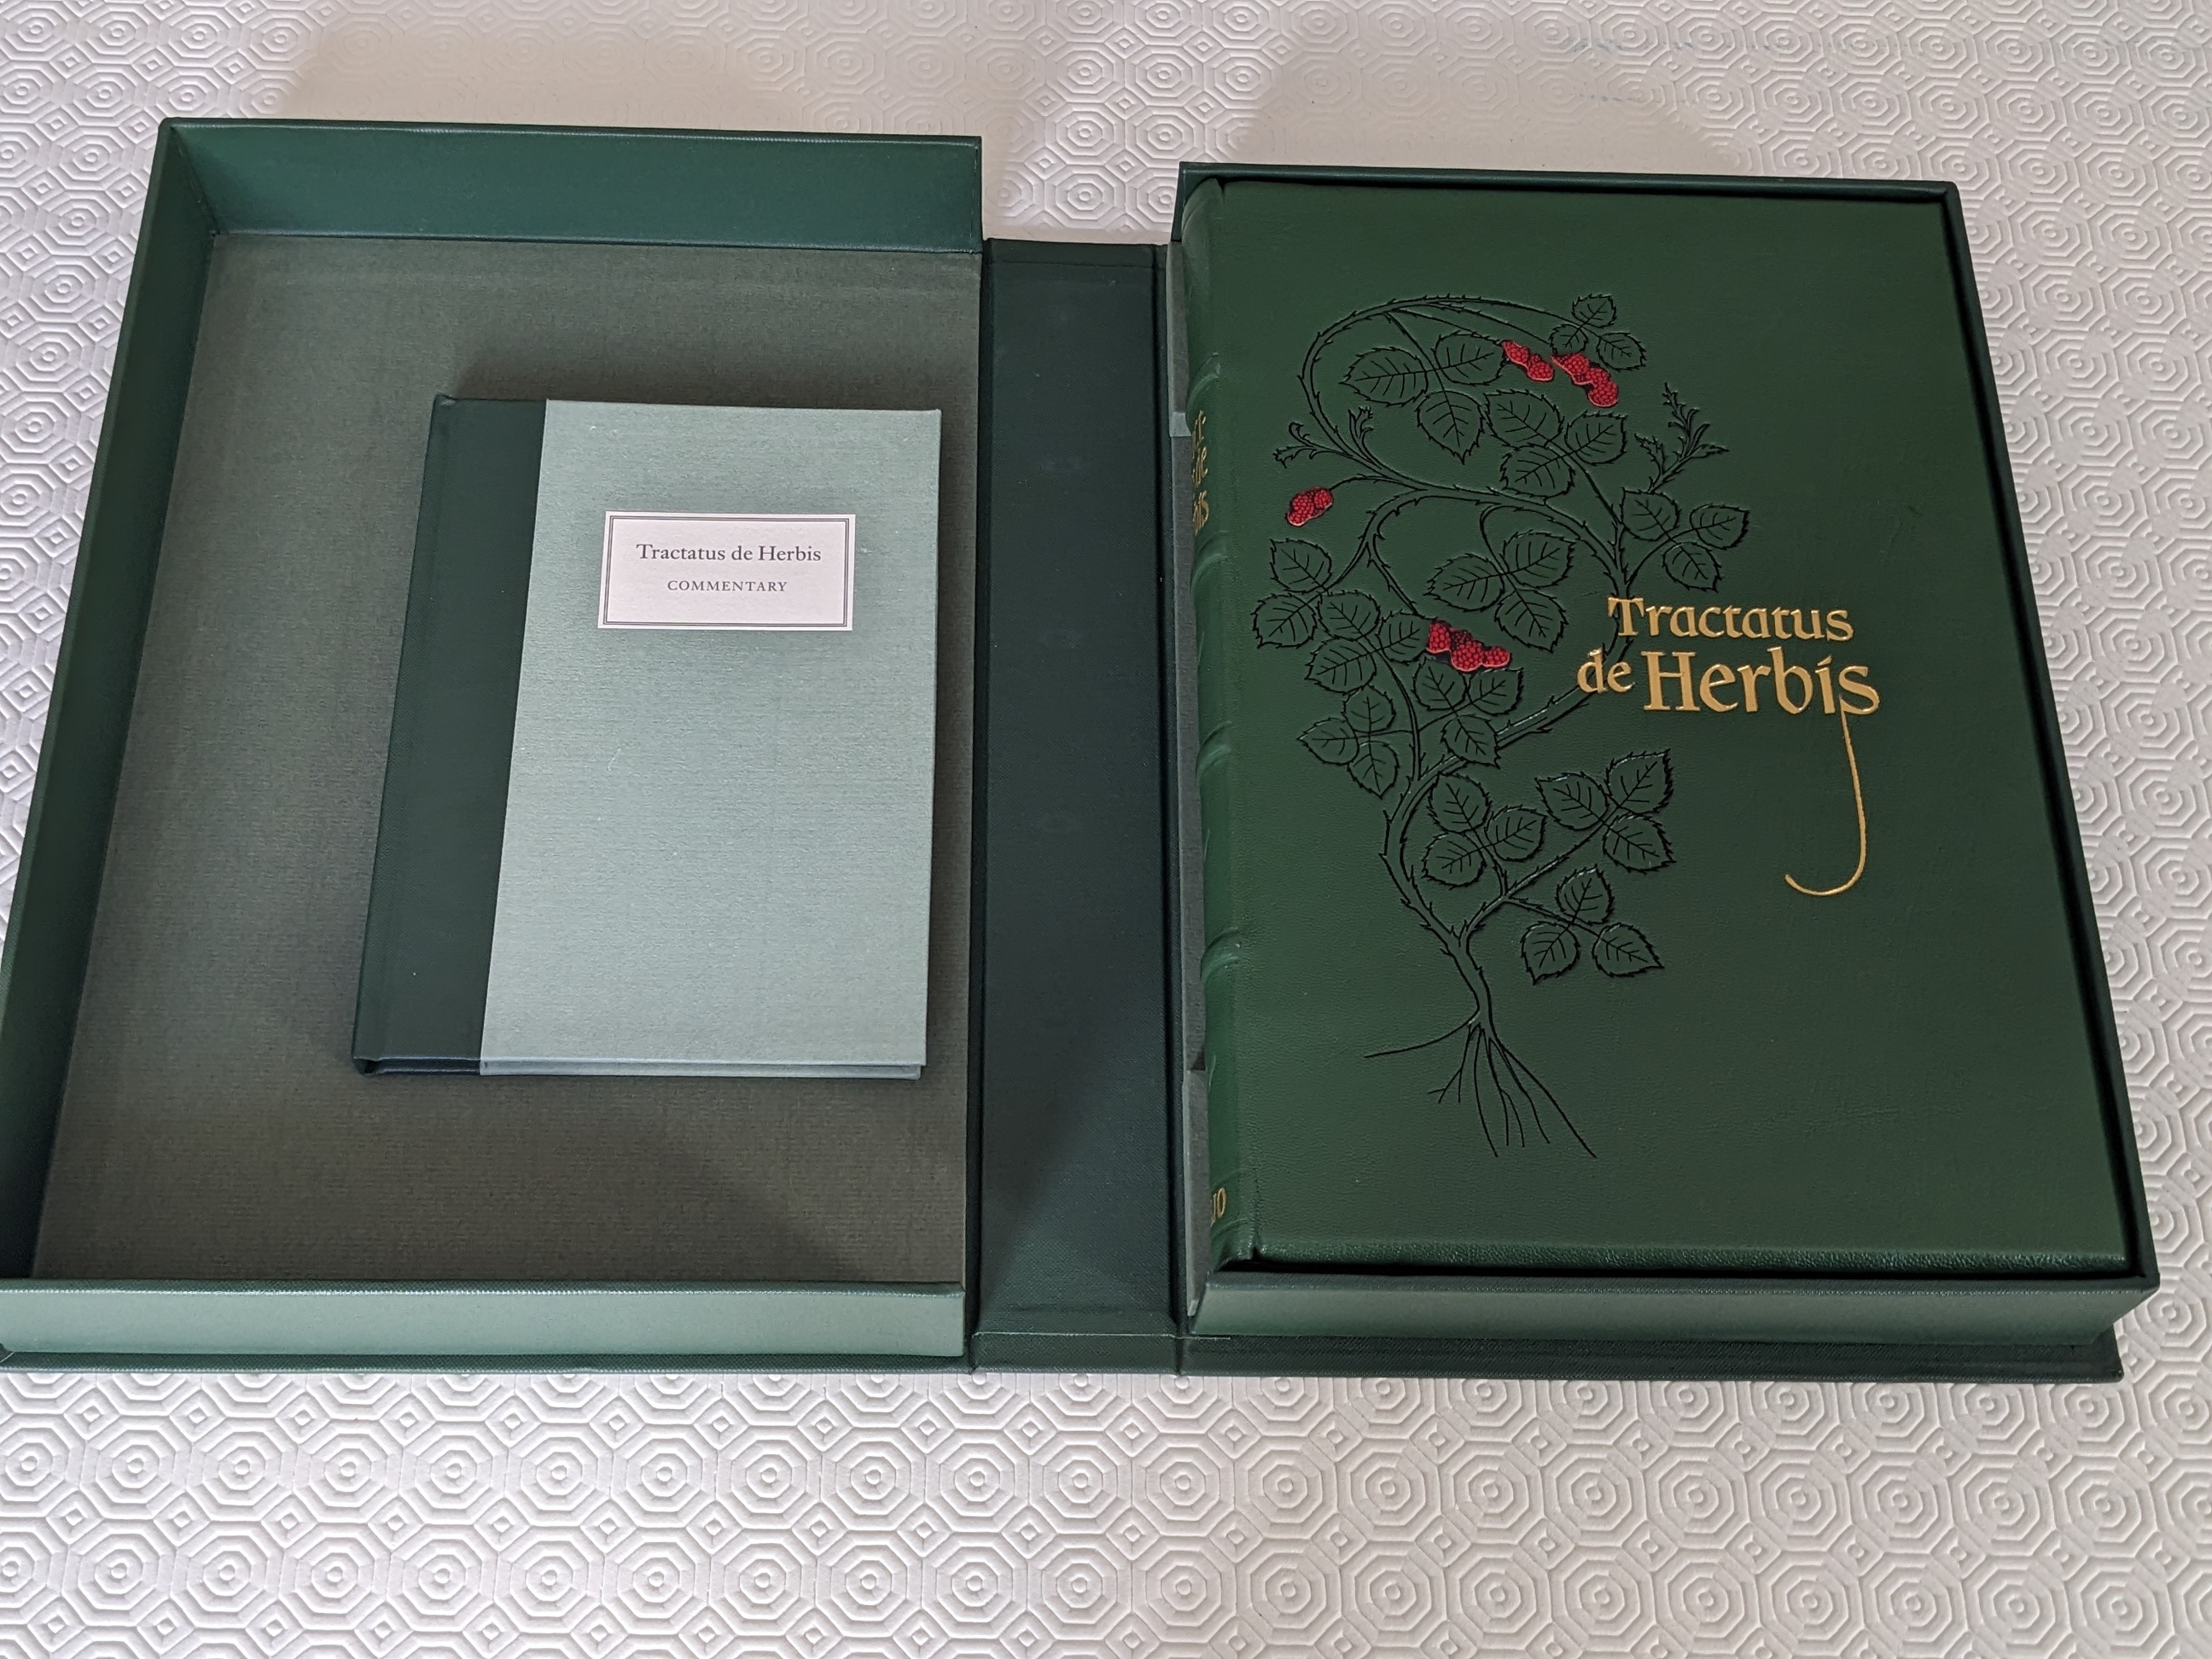 Tractatus de Herbis
COMMENTARY
Tractatus
de Herbis